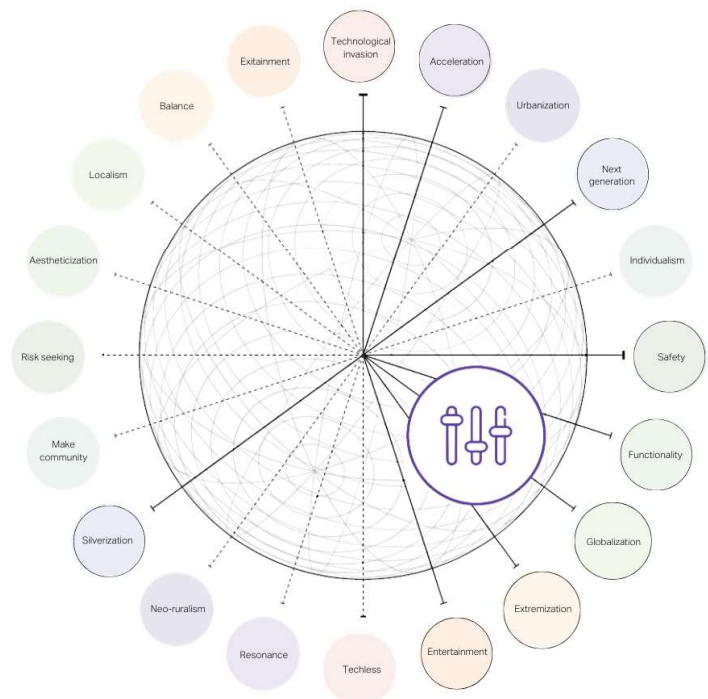 Technological
invasion
Acceleration
Exitainment
Urbanization
Balance
Next
generation
Localism
Individualism
Aestheticization
Safety
Risk seeking
Make
community
Functionality
Silverization
Globalization
Neo-ruralism
Extremization
Resonance
Entertainment
Techless